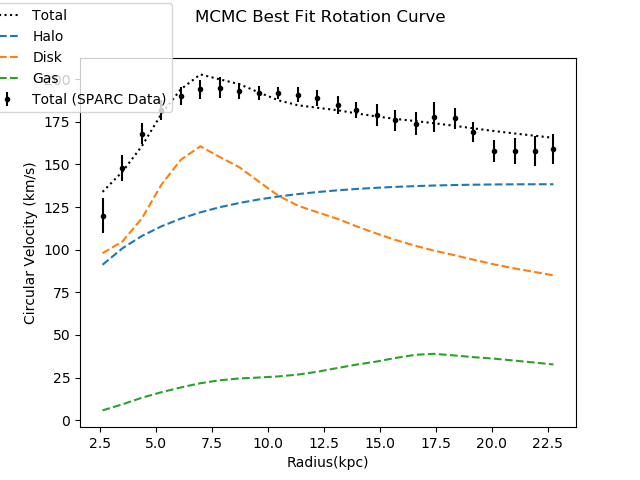 MCMC Best Fit Rotation Curve
Total
Halo
Disk
Gas
Total (SPARC Data)
200
175
150
125
100
75
50
25
0
Circular Velocity (km/s)
2.5 5.0 7.5 10.0 12.5 15.0 17.5 20.0 22.5
Radius(kpc)